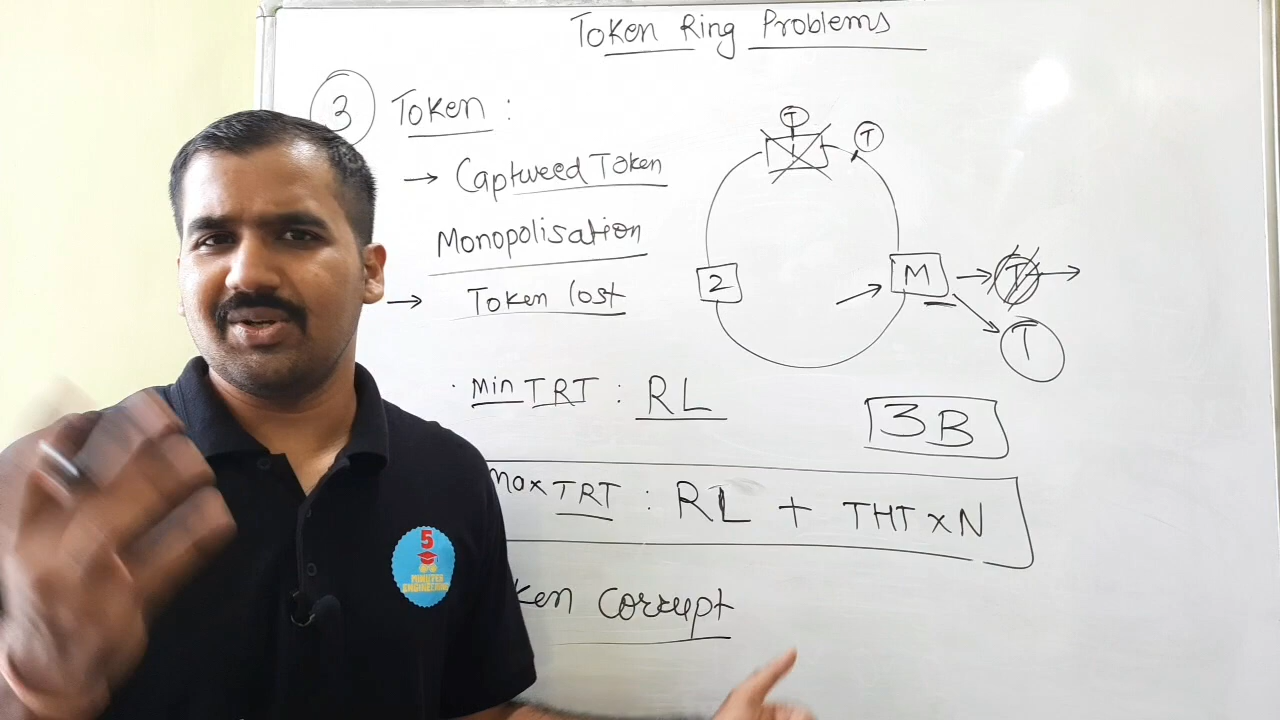 Token Ring Problems
3 Token :
→ Captured Token
Monopolisation
→ Token lost
T
T
2
M
T
T
. Min TRT : RL
3B
Max TRT : RL + THT x N
ken Corrupt
5
MINUTES
ENGINEERING